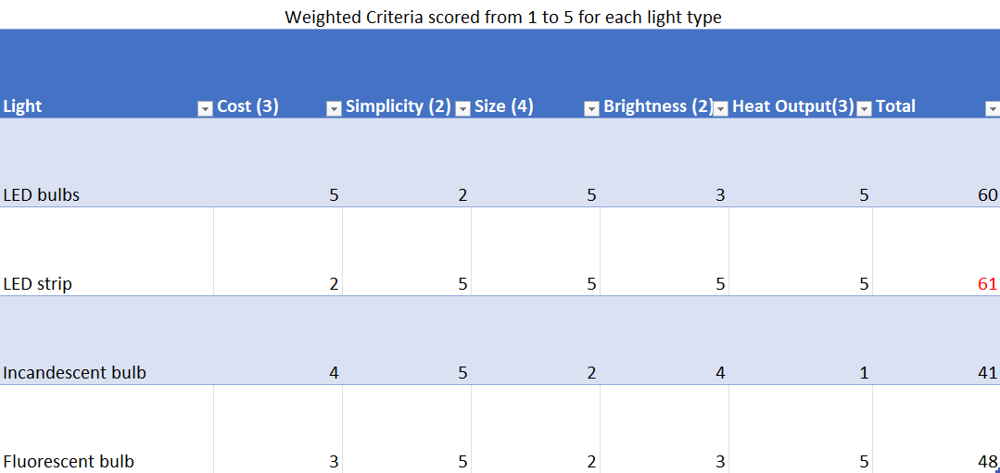 Weighted Criteria scored from 1 to 5 for each light type
Light Cost (3) Simplicity (2) Size (4) Brightness (2) Heat Output(3) Total
LED bulbs 5 2 5 3 5 60
LED strip 2 5 5 5 5 61
Incandescent bulb 4 5 2 4 1 41
Fluorescent bulb 3 5 2 3 5 48